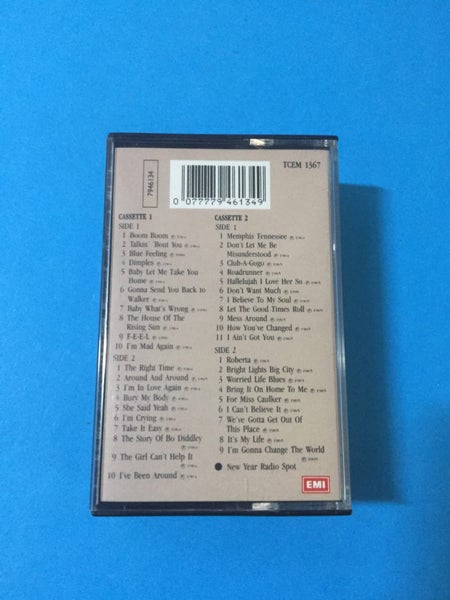 7946134
TCEM 1367
0 077779 461349
CASSETTE 1
SIDE 1
1 Boom Boom
2 Talkin' 'Bout You
3 Blue Feeling
4 Dimples
5 Baby Let Me Take You
Home
6 Gonna Send You Back to
Walker
7 Baby What's Wrong
8 The House Of The
Rising Sun
9 F-E-E-L
10 I'm Mad Again
SIDE 2
1 The Right Time
2 Around And Around
3 I'm In Love Again
4 Bury My Body
5 She Said Yeah
6 I'm Crying
7 Take It Easy
8 The Story Of Bo Diddley
9 The Girl Can't Help It
10 I've Been Around
CASSETTE 2
SIDE 1
1 Memphis Tennessee
2 Don't Let Me Be
Misunderstood
3 Club-A-Gogo
4 Roadrunner
5 Hallelujah I Love Her So
6 Don't Want Much
7 I Believe To My Soul
8 Let The Good Times Roll
9 Mess Around
10 How You've Changed
11 I Ain't Got You
SIDE 2
1 Roberta
2 Bright Lights Big City
3 Worried Life Blues
4 Bring It On Home To Me
5 For Miss Caulker
6 I Can't Believe It
7 We've Gotta Get Out Of
This Place
8 It's My Life
9 I'm Gonna Change The World
● New Year Radio Spot
EMI